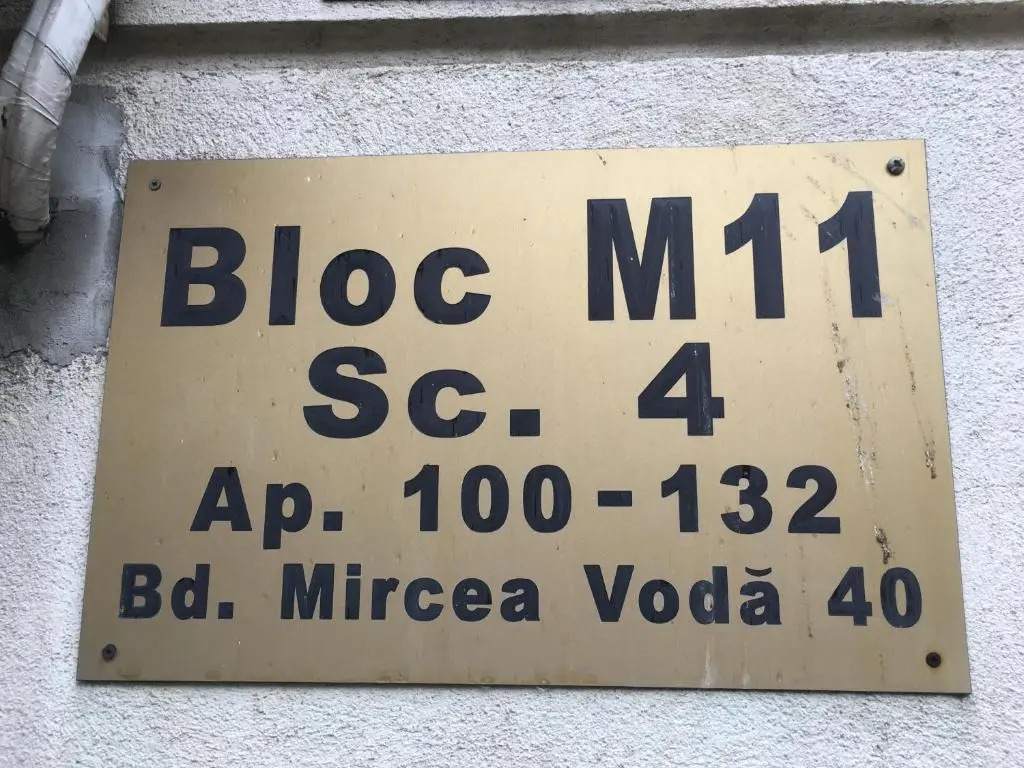 Bloc M11
Sc. 4
Ap. 100-132
Bd. Mircea Vodă 40